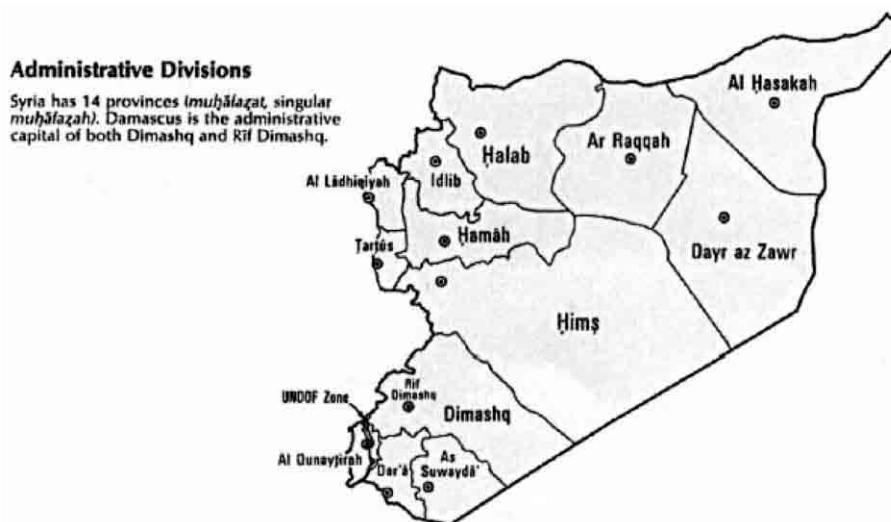 Administrative Divisions
Syria has 14 provinces (muḥāfaẓat, singular
muḥāfaẓah). Damascus is the administrative
capital of both Dimashq and Rīf Dimashq.
Al Ḥasakah
Ḥalab
Ar Raqqah
Idlib
Al Lādhiqīyah
Ṭarṭūs
Ḥamāh
Dayr az Zawr
Ḥimṣ
Rīf
Dimashq
Dimashq
UNDOF Zone
Al Qunayṭirah
Dar'ā
As
Suwaydā'